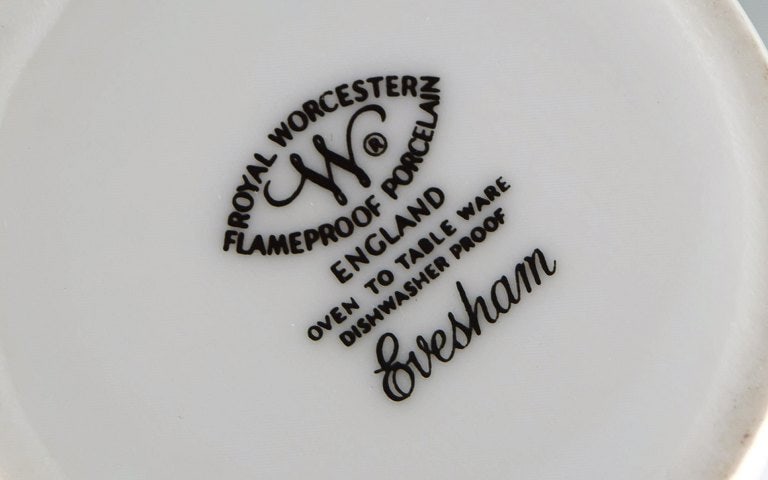 ROYAL WORCESTER
W®
FLAMEPROOF PORCELAIN
ENGLAND
OVEN TO TABLE WARE
DISHWASHER PROOF
Evesham